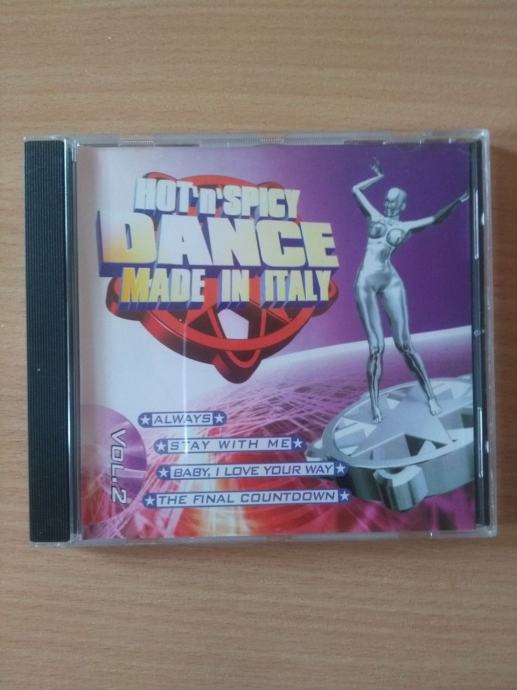 HOT 'n' SPICY
DANCE
MADE IN ITALY
ALWAYS
STAY WITH ME
BABY, I LOVE YOUR WAY
THE FINAL COUNTDOWN
VOL. 2